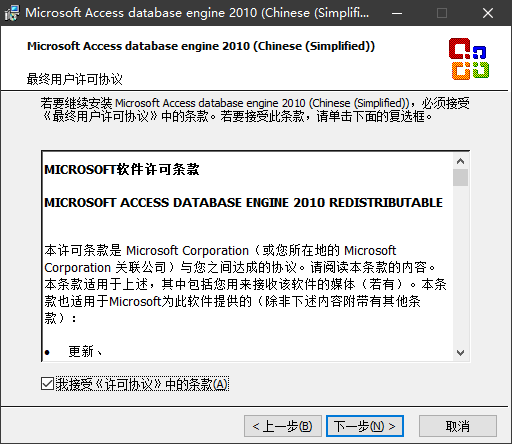 Microsoft Access database engine 2010 (Chinese (Simplifi...
Microsoft Access database engine 2010 (Chinese (Simplified))
最终用户许可协议
若要继续安装 Microsoft Access database engine 2010 (Chinese (Simplified))，必须接受
《最终用户许可协议》中的条款。若要接受此条款，请单击下面的复选框。
MICROSOFT软件许可条款
MICROSOFT ACCESS DATABASE ENGINE 2010 REDISTRIBUTABLE
本许可条款是 Microsoft Corporation（或您所在地的 Microsoft
Corporation 关联公司）与您之间达成的协议。请阅读本条款的内容。
本条款适用于上述，其中包括您用来接收该软件的媒体（若有）。本条
款也适用于Microsoft为此软件提供的（除非下述内容附带有其他条
款）：
• 更新、
我接受《许可协议》中的条款(A)
< 上一步(B)
下一步(N) >
取消